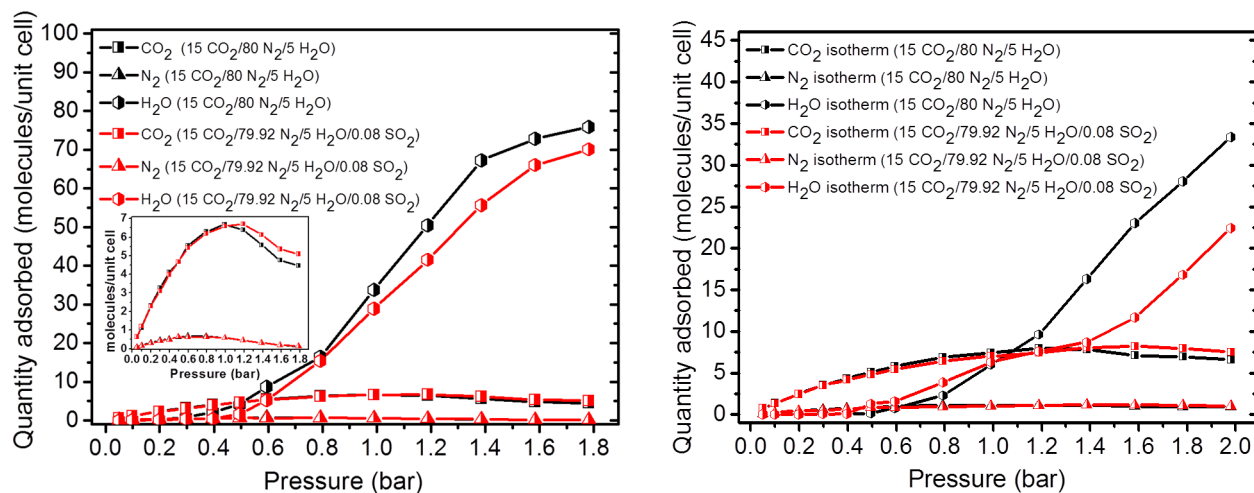 Quantity adsorbed (molecules/unit cell)
100
90
80
70
60
50
40
30
20
10
0
CO2 (15 CO2/80 N2/5 H2O)
N2 (15 CO2/80 N2/5 H2O)
H2O (15 CO2/80 N2/5 H2O)
CO2 (15 CO2/79.92 N2/5 H2O/0.08 SO2)
N2 (15 CO2/79.92 N2/5 H2O/0.08 SO2)
H2O (15 CO2/79.92 N2/5 H2O/0.08 SO2)
molecules/unit cell
7
6
5
4
3
2
1
0
0.0 0.2 0.4 0.6 0.8 1.0 1.2 1.4 1.6 1.8
Pressure (bar)
0.0 0.2 0.4 0.6 0.8 1.0 1.2 1.4 1.6 1.8
Pressure (bar)
Quantity adsorbed (molecules/unit cell)
45
40
35
30
25
20
15
10
5
0
CO2 isotherm (15 CO2/80 N2/5 H2O)
N2 isotherm (15 CO2/80 N2/5 H2O)
H2O isotherm (15 CO2/80 N2/5 H2O)
CO2 isotherm (15 CO2/79.92 N2/5 H2O/0.08 SO2)
N2 isotherm (15 CO2/79.92 N2/5 H2O/0.08 SO2)
H2O isotherm (15 CO2/79.92 N2/5 H2O/0.08 SO2)
0.0 0.2 0.4 0.6 0.8 1.0 1.2 1.4 1.6 1.8 2.0
Pressure (bar)